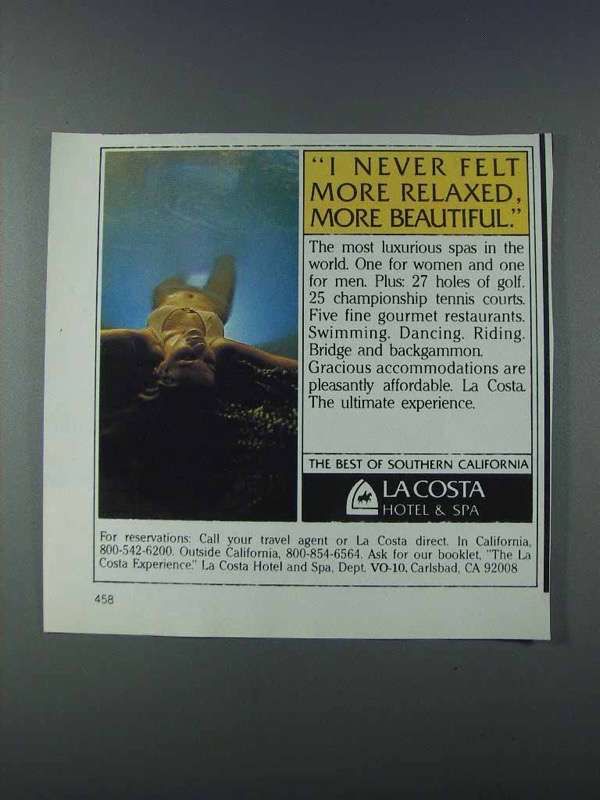 "I NEVER FELT
MORE RELAXED,
MORE BEAUTIFUL."
The most luxurious spas in the
world. One for women and one
for men. Plus: 27 holes of golf.
25 championship tennis courts.
Five fine gourmet restaurants.
Swimming. Dancing. Riding.
Bridge and backgammon.
Gracious accommodations are
pleasantly affordable. La Costa.
The ultimate experience.
THE BEST OF SOUTHERN CALIFORNIA
LA COSTA
HOTEL & SPA
For reservations: Call your travel agent or La Costa direct. In California,
800-542-6200. Outside California, 800-854-6564. Ask for our booklet, "The La
Costa Experience." La Costa Hotel and Spa, Dept. VO-10, Carlsbad, CA 92008
458